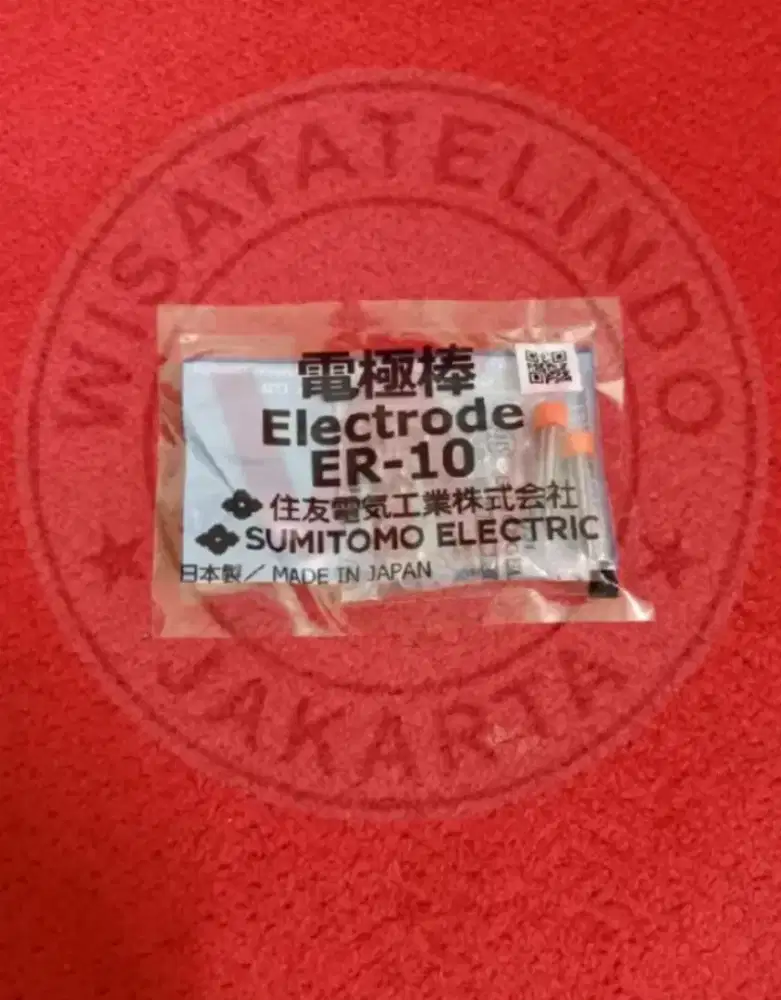 WISATATELINDO
電極棒
Electrode
ER-10
住友電気工業株式会社
SUMITOMO ELECTRIC
日本製／MADE IN JAPAN
JAKARTA